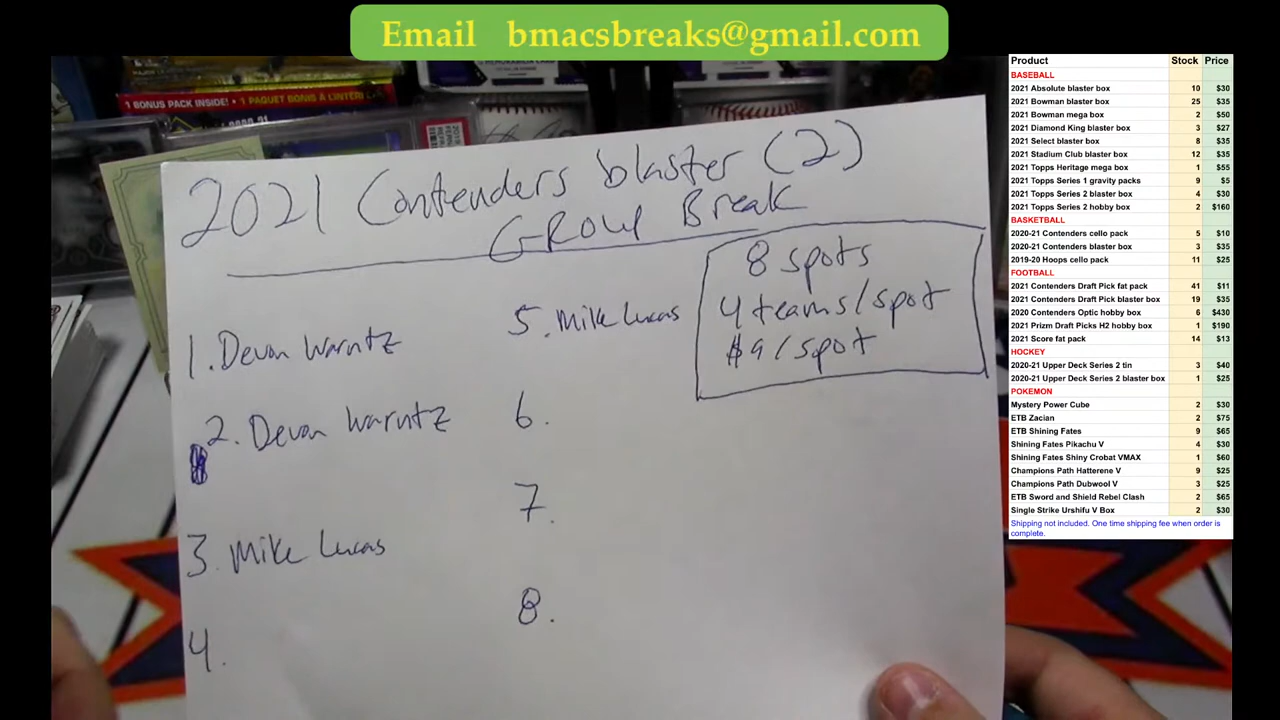 Email bmacsbreaks@gmail.com
1 BONUS PACK INSIDE! • 1 PAQUET BONIS À L'INTÉRI
2021 Contenders blaster (2)
GROUP Break
8 spots
4 teams/spot
$9/spot
1. Devon Warntz
2. Devon Warntz
3. Mike Lucas
4.
5. Mike Lucas
6.
7.
8.
Product Stock Price
BASEBALL
2021 Absolute blaster box 10 $30
2021 Bowman blaster box 25 $35
2021 Bowman mega box 2 $50
2021 Diamond King blaster box 3 $27
2021 Select blaster box 8 $35
2021 Stadium Club blaster box 12 $35
2021 Topps Heritage mega box 1 $55
2021 Topps Series 1 gravity packs 9 $5
2021 Topps Series 2 blaster box 4 $30
2021 Topps Series 2 hobby box 2 $160
BASKETBALL
2020-21 Contenders cello pack 5 $10
2020-21 Contenders blaster box 3 $35
2019-20 Hoops cello pack 11 $25
FOOTBALL
2021 Contenders Draft Pick fat pack 41 $11
2021 Contenders Draft Pick blaster box 19 $35
2020 Contenders Optic hobby box 6 $430
2021 Prizm Draft Picks H2 hobby box 1 $190
2021 Score fat pack 14 $13
HOCKEY
2020-21 Upper Deck Series 2 tin 3 $40
2020-21 Upper Deck Series 2 blaster box 1 $25
POKEMON
Mystery Power Cube 2 $30
ETB Zacian 2 $75
ETB Shining Fates 9 $65
Shining Fates Pikachu V 4 $30
Shining Fates Shiny Crobat VMAX 1 $60
Champions Path Hatterene V 9 $25
Champions Path Dubwool V 3 $25
ETB Sword and Shield Rebel Clash 2 $65
Single Strike Urshifu V Box 2 $30
Shipping not included. One time shipping fee when order is
complete.